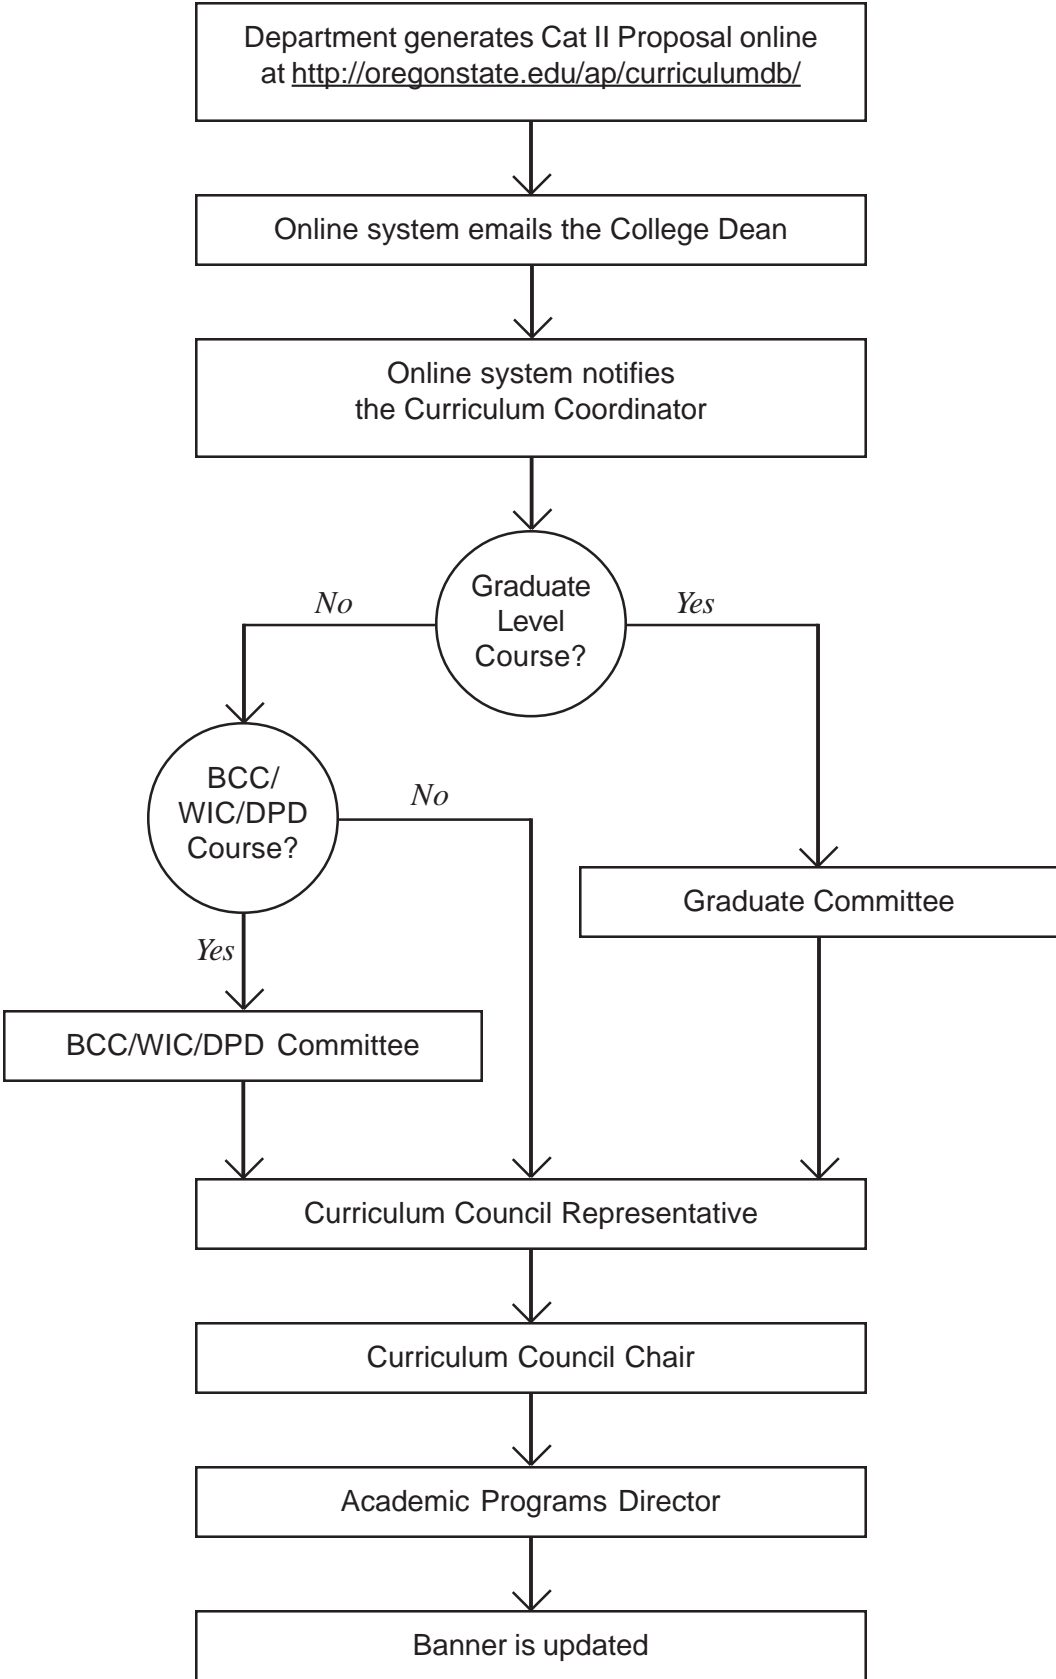 Department generates Cat II Proposal online
at http://oregonstate.edu/ap/curriculumdb/
Online system emails the College Dean
Online system notifies
the Curriculum Coordinator
Graduate
Level
Course?
No
Yes
BCC/
WIC/DPD
Course?
No
Yes
Graduate Committee
BCC/WIC/DPD Committee
Curriculum Council Representative
Curriculum Council Chair
Academic Programs Director
Banner is updated